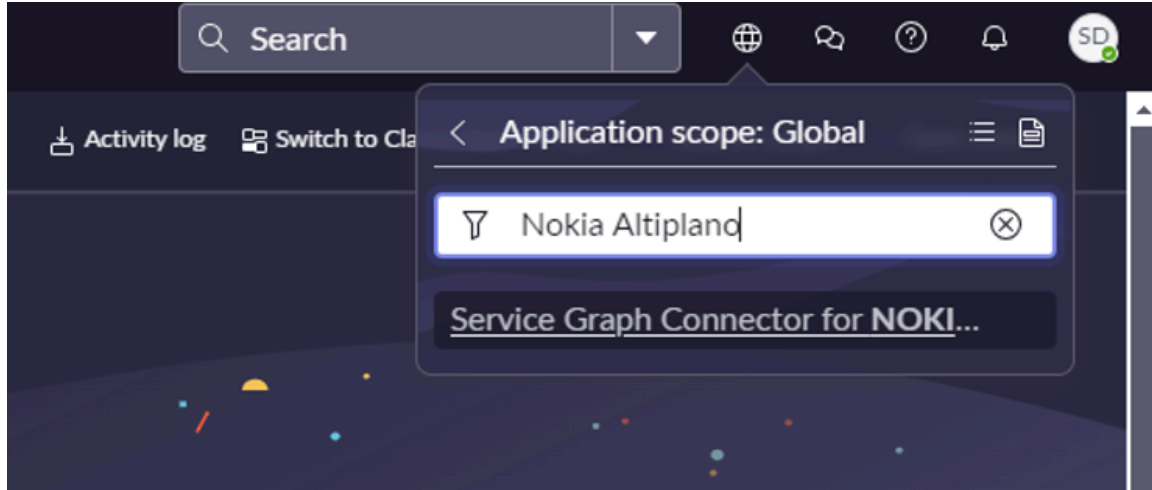 Search
SD
Activity log
Switch to Cla
Application scope: Global
Nokia Altiplano
Service Graph Connector for NOKI...